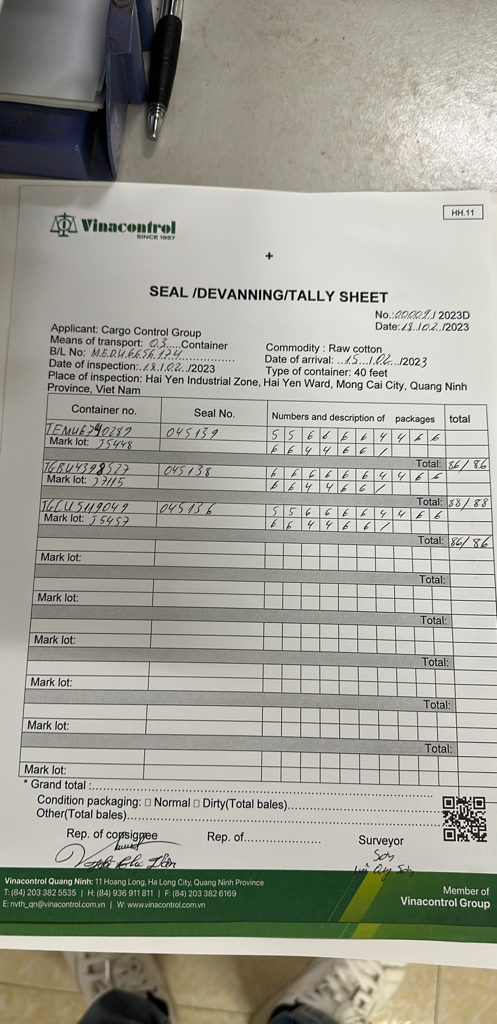 HH.11
Vinacontrol
SINCE 1957
+
SEAL /DEVANNING/TALLY SHEET
No.:00009./ 2023D
Date:18.10.2./2023
Applicant: Cargo Control Group
Means of transport: 03.....Container
Commodity : Raw cotton
B/L No: MEDU6656174
Date of arrival: ...15.../.02.../2023
Date of inspection:..18./.02.../2023
Type of container: 40 feet
Place of inspection: Hai Yen Industrial Zone, Hai Yen Ward, Mong Cai City, Quang Ninh
Province, Viet Nam
Container no. Seal No. Numbers and description of packages total
045139 5 5 6 6 6 6 4 4 6 6
Mark lot: 15448 6 6 4 4 6 6 /
Total: 86/86
045138 6 6 6 6 6 6 4 4 6 6
Mark lot: 17115 6 6 4 4 6 6 /
Total: 88/88
TGCU5119049 045136 5 5 6 6 6 6 4 4 6 6
Mark lot: 15457 6 6 4 4 6 6 /
Total: 86/86
Mark lot:
Total:
Mark lot:
Total:
Mark lot:
Total:
Mark lot:
Total:
Mark lot:
Total:
Mark lot:
* Grand total :
Condition packaging: □ Normal □ Dirty(Total bales)
Other(Total bales)
Rep. of consignee Rep. of Surveyor
Sơn
Vinacontrol Quang Ninh: 11 Hoang Long, Ha Long City, Quang Ninh Province
T: (84) 203 382 5535 | H: (84) 936 911 811 | F: (84) 203 382 6169
E: nvth_qn@vinacontrol.com.vn | W: www.vinacontrol.com.vn
Member of
Vinacontrol Group